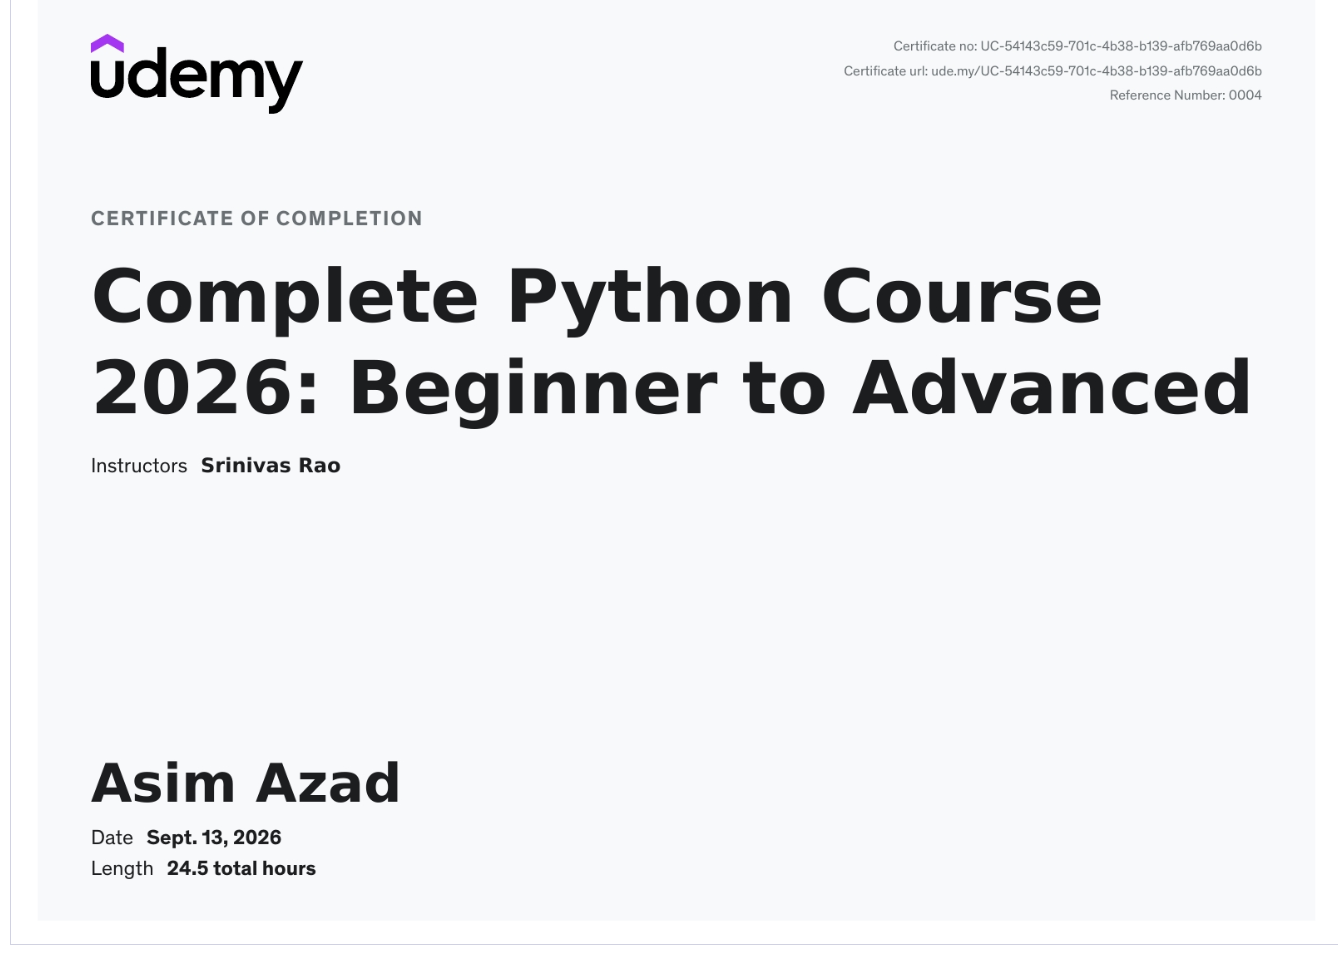 udemy
Certificate no: UC-54143c59-701c-4b38-b139-afb769aa0d6b
Certificate url: ude.my/UC-54143c59-701c-4b38-b139-afb769aa0d6b
Reference Number: 0004
CERTIFICATE OF COMPLETION
Complete Python Course
2026: Beginner to Advanced
Instructors Srinivas Rao
Asim Azad
Date Sept. 13, 2026
Length 24.5 total hours